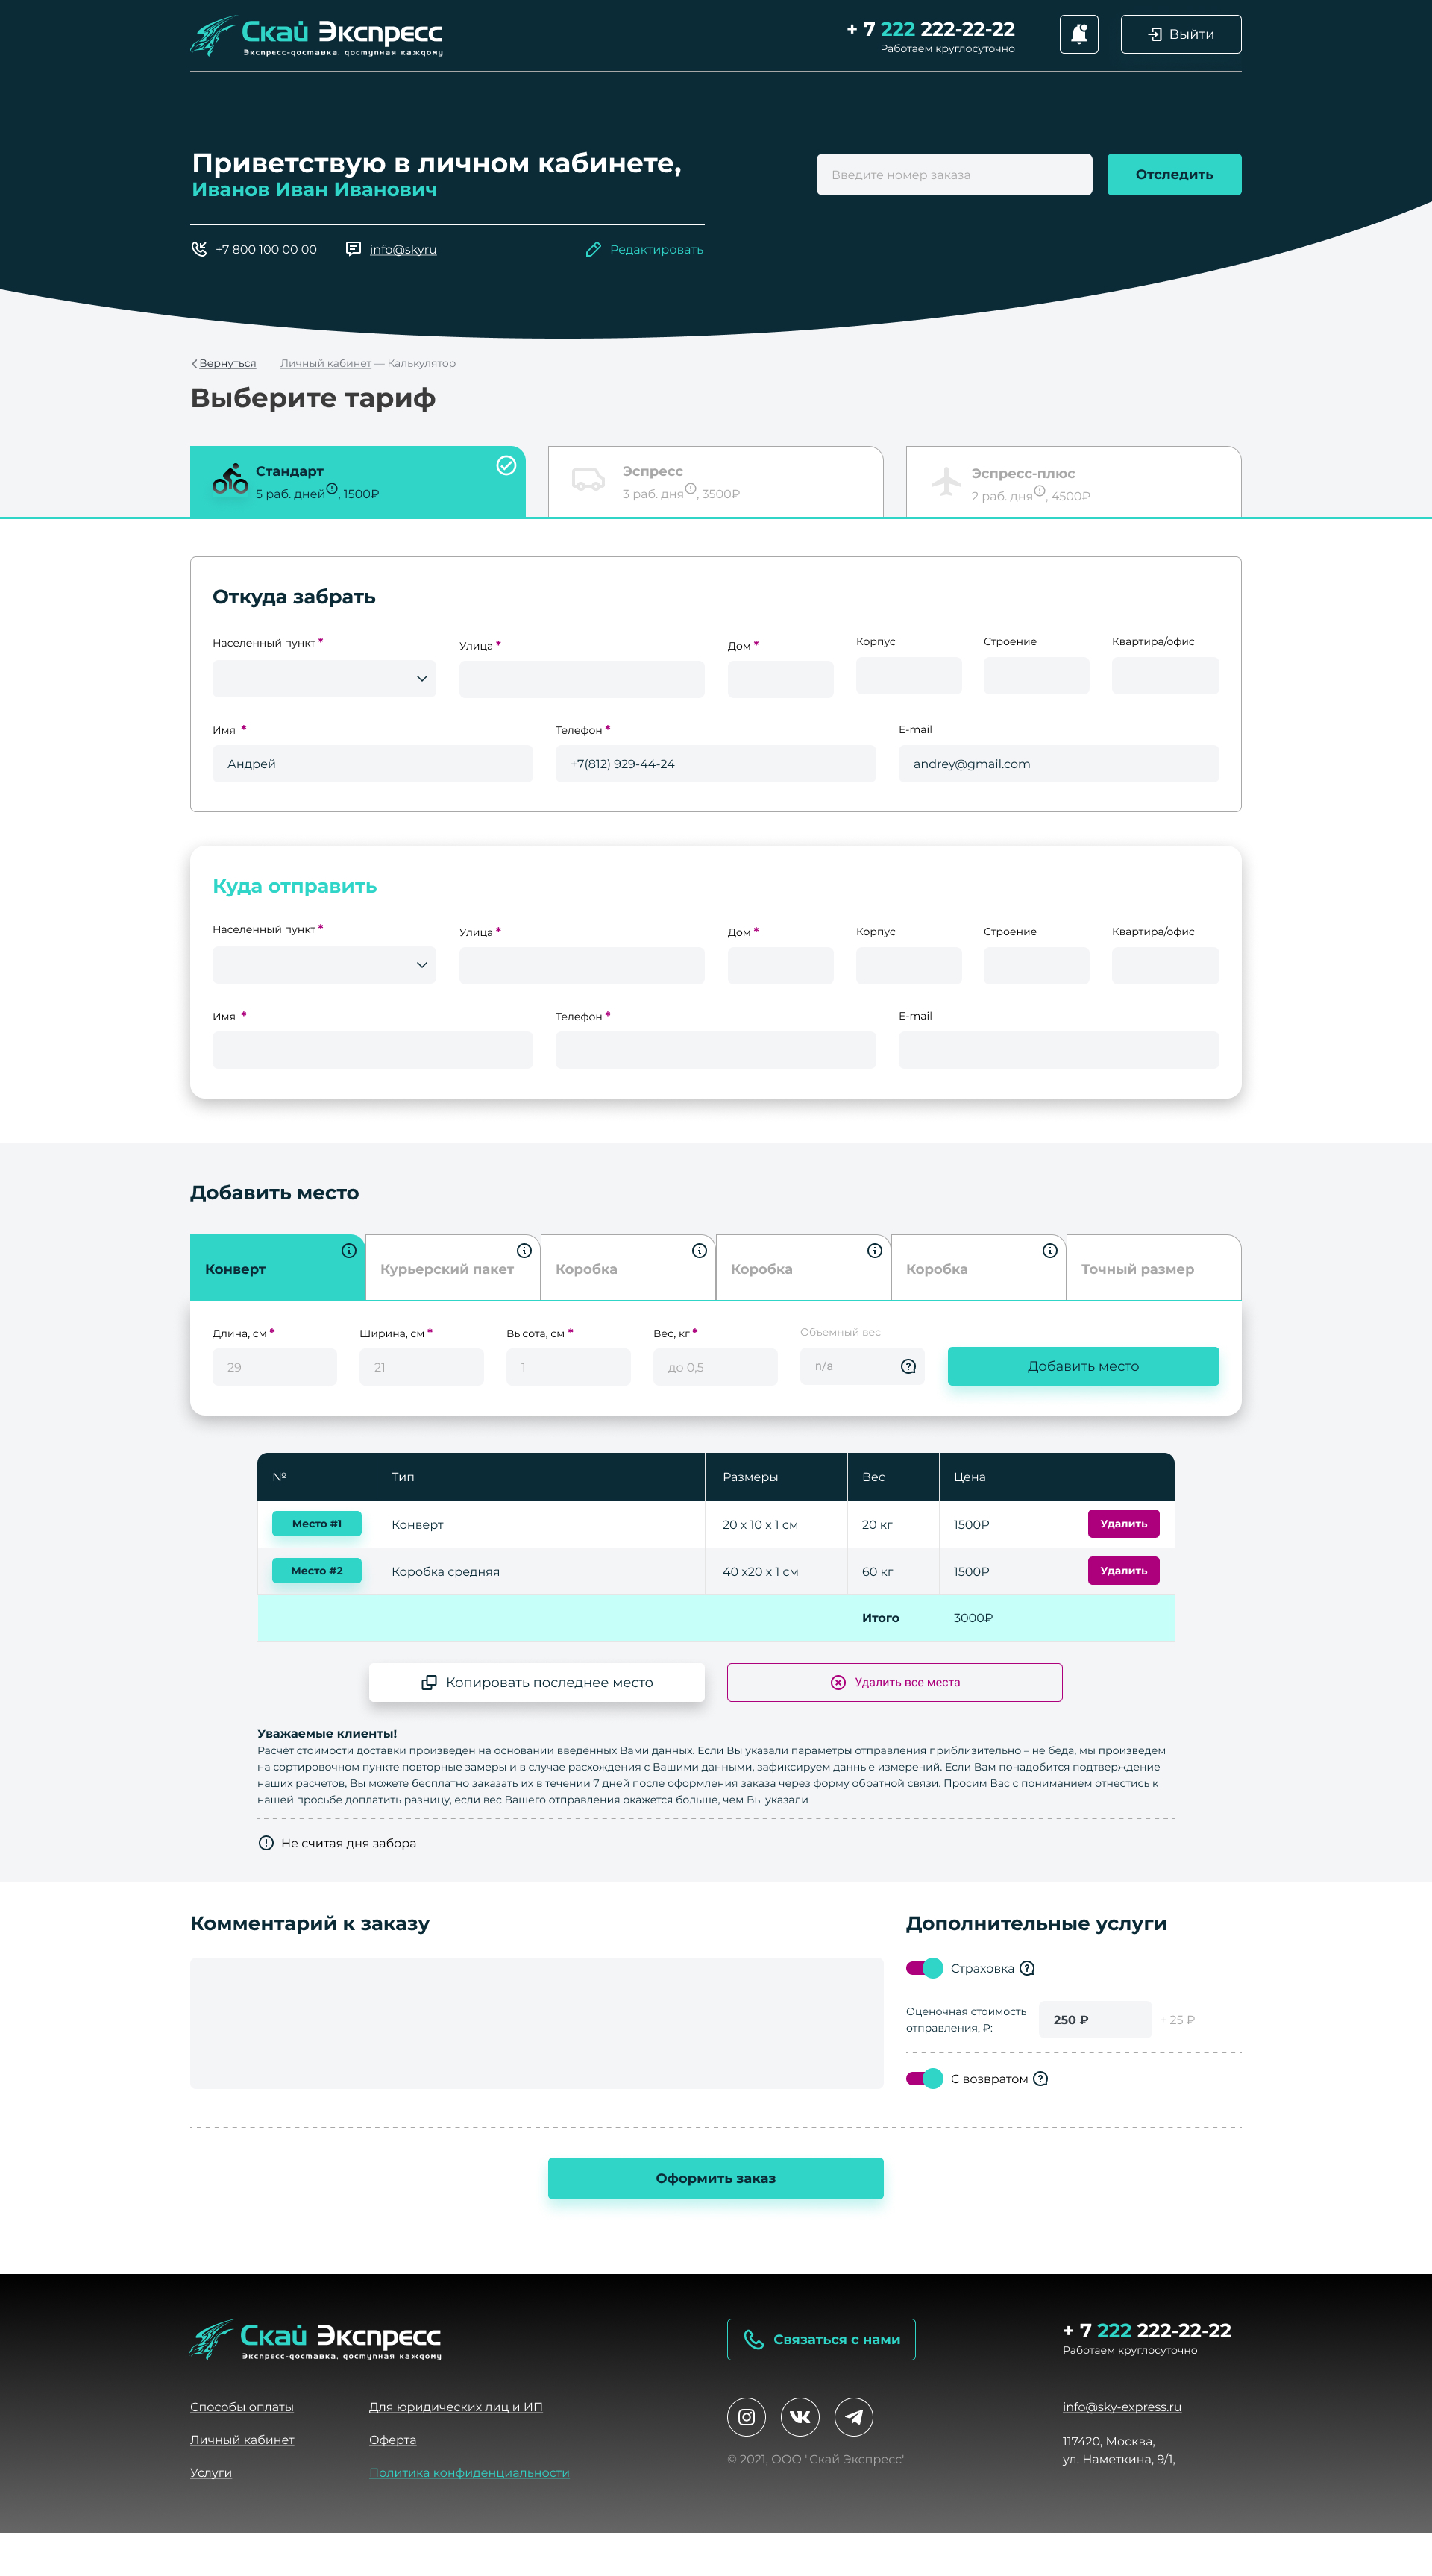 Скай Экспресс
Экспресс-доставка, доступная каждому
+ 7 222 222-22-22
Работаем круглосуточно
Выйти
Приветствую в личном кабинете,
Иванов Иван Иванович
Введите номер заказа
Отследить
+7 800 100 00 00
info@skyru
Редактировать
Вернуться
Личный кабинет — Калькулятор
Выберите тариф
Стандарт
5 раб. дней, 1500₽
Эспресс
3 раб. дня, 3500₽
Эспресс-плюс
2 раб. дня, 4500₽
Откуда забрать
Населенный пункт *
Улица *
Дом *
Корпус
Строение
Квартира/офис
Имя *
Телефон *
E-mail
Андрей
+7(812) 929-44-24
andrey@gmail.com
Куда отправить
Населенный пункт *
Улица *
Дом *
Корпус
Строение
Квартира/офис
Имя *
Телефон *
E-mail
Добавить место
Конверт
Курьерский пакет
Коробка
Коробка
Коробка
Точный размер
Длина, см *
Ширина, см *
Высота, см *
Вес, кг *
Объемный вес
29
21
1
до 0,5
n/a
Добавить место
№ Тип Размеры Вес Цена
Место #1 Конверт 20 x 10 x 1 см 20 кг 1500₽ Удалить
Место #2 Коробка средняя 40 x20 x 1 см 60 кг 1500₽ Удалить
Итого 3000₽
Копировать последнее место
Удалить все места
Уважаемые клиенты!
Расчёт стоимости доставки произведен на основании введённых Вами данных. Если Вы указали параметры отправления приблизительно – не беда, мы произведем
на сортировочном пункте повторные замеры и в случае расхождения с Вашими данными, зафиксируем данные измерений. Если Вам понадобится подтверждение
наших расчетов, Вы можете бесплатно заказать их в течении 7 дней после оформления заказа через форму обратной связи. Просим Вас с пониманием отнестись к
нашей просьбе доплатить разницу, если вес Вашего отправления окажется больше, чем Вы указали
Не считая дня забора
Комментарий к заказу
Дополнительные услуги
Страховка
Оценочная стоимость
отправления, ₽:
250 ₽
+ 25 ₽
С возвратом
Оформить заказ
Скай Экспресс
Экспресс-доставка, доступная каждому
Связаться с нами
+ 7 222 222-22-22
Работаем круглосуточно
Способы оплаты
Для юридических лиц и ИП
info@sky-express.ru
Личный кабинет
Оферта
117420, Москва,
ул. Наметкина, 9/1,
© 2021, ООО "Скай Экспресс"
Услуги
Политика конфиденциальности